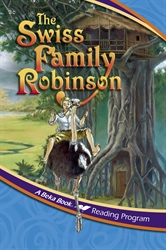 The
Swiss
Family
Robinson
A Beka Book Reading Program